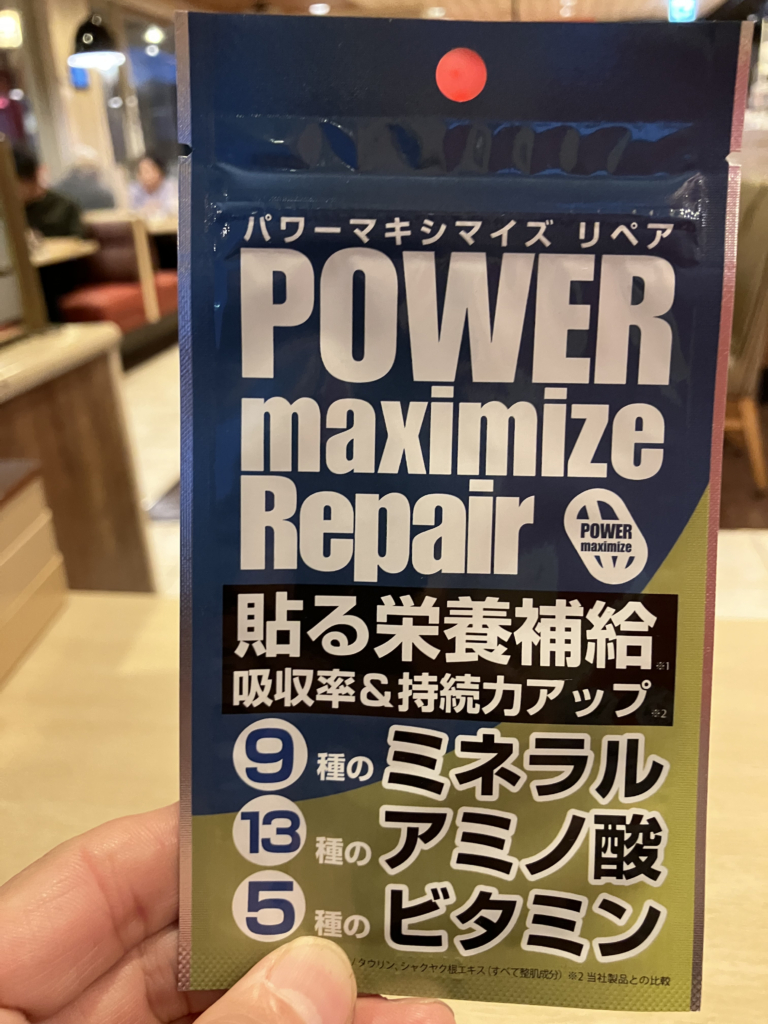 パワーマキシマイズ リペア
POWER
maximize
Repair
POWER
maximize
貼る栄養補給※1
吸収率&持続力アップ※2
9種のミネラル
13種のアミノ酸
5種のビタミン
タウリン、シャクヤク根エキス(すべて整肌成分) ※2 当社製品との比較